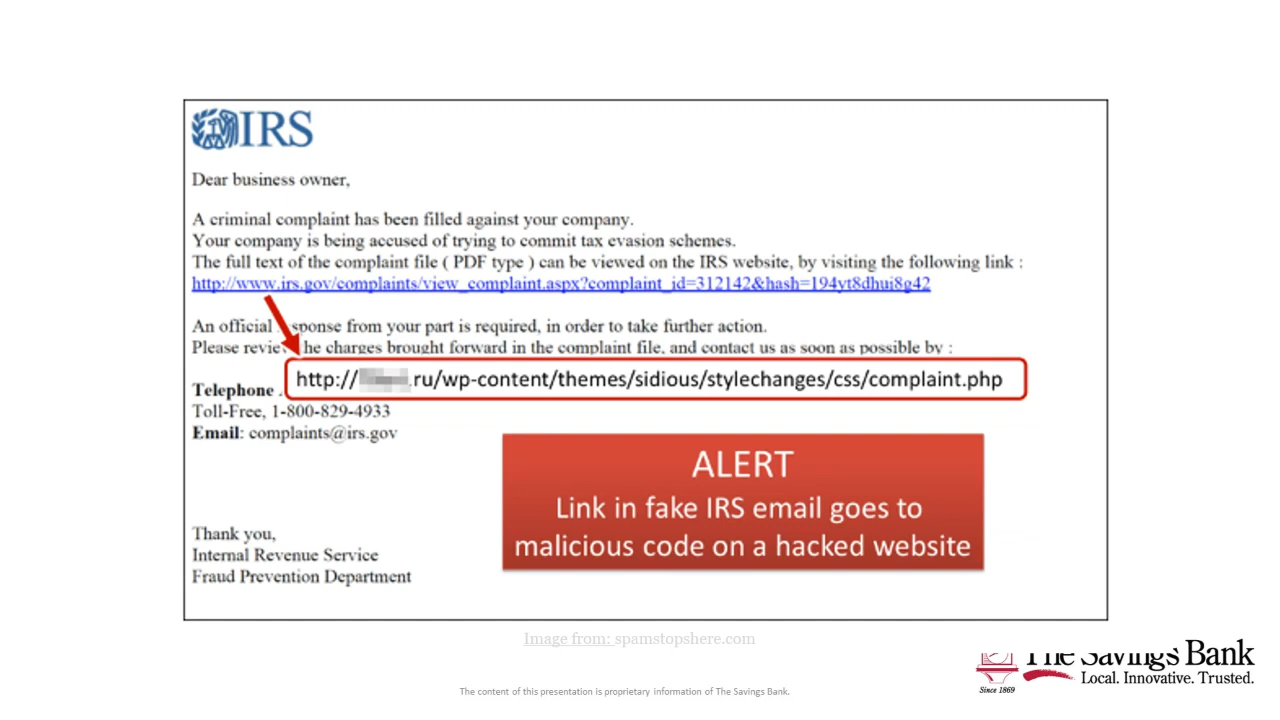 IRS
Dear business owner,
A criminal complaint has been filled against your company.
Your company is being accused of trying to commit tax evasion schemes.
The full text of the complaint file ( PDF type ) can be viewed on the IRS website, by visiting the following link :
http://www.irs.gov/complaints/view_complaint.aspx?complaint_id=312142&hash=194yt8dhui8g42
An official response from your part is required, in order to take further action.
Please review the charges brought forward in the complaint file, and contact us as soon as possible by :
http:// .ru/wp-content/themes/sidious/stylechanges/css/complaint.php
Telephone
Toll-Free, 1-800-829-4933
Email: complaints@irs.gov
ALERT
Link in fake IRS email goes to
malicious code on a hacked website
Thank you,
Internal Revenue Service
Fraud Prevention Department
Image from: spamstopshere.com
The Savings Bank
Local. Innovative. Trusted.
Since 1869
The content of this presentation is proprietary information of The Savings Bank.